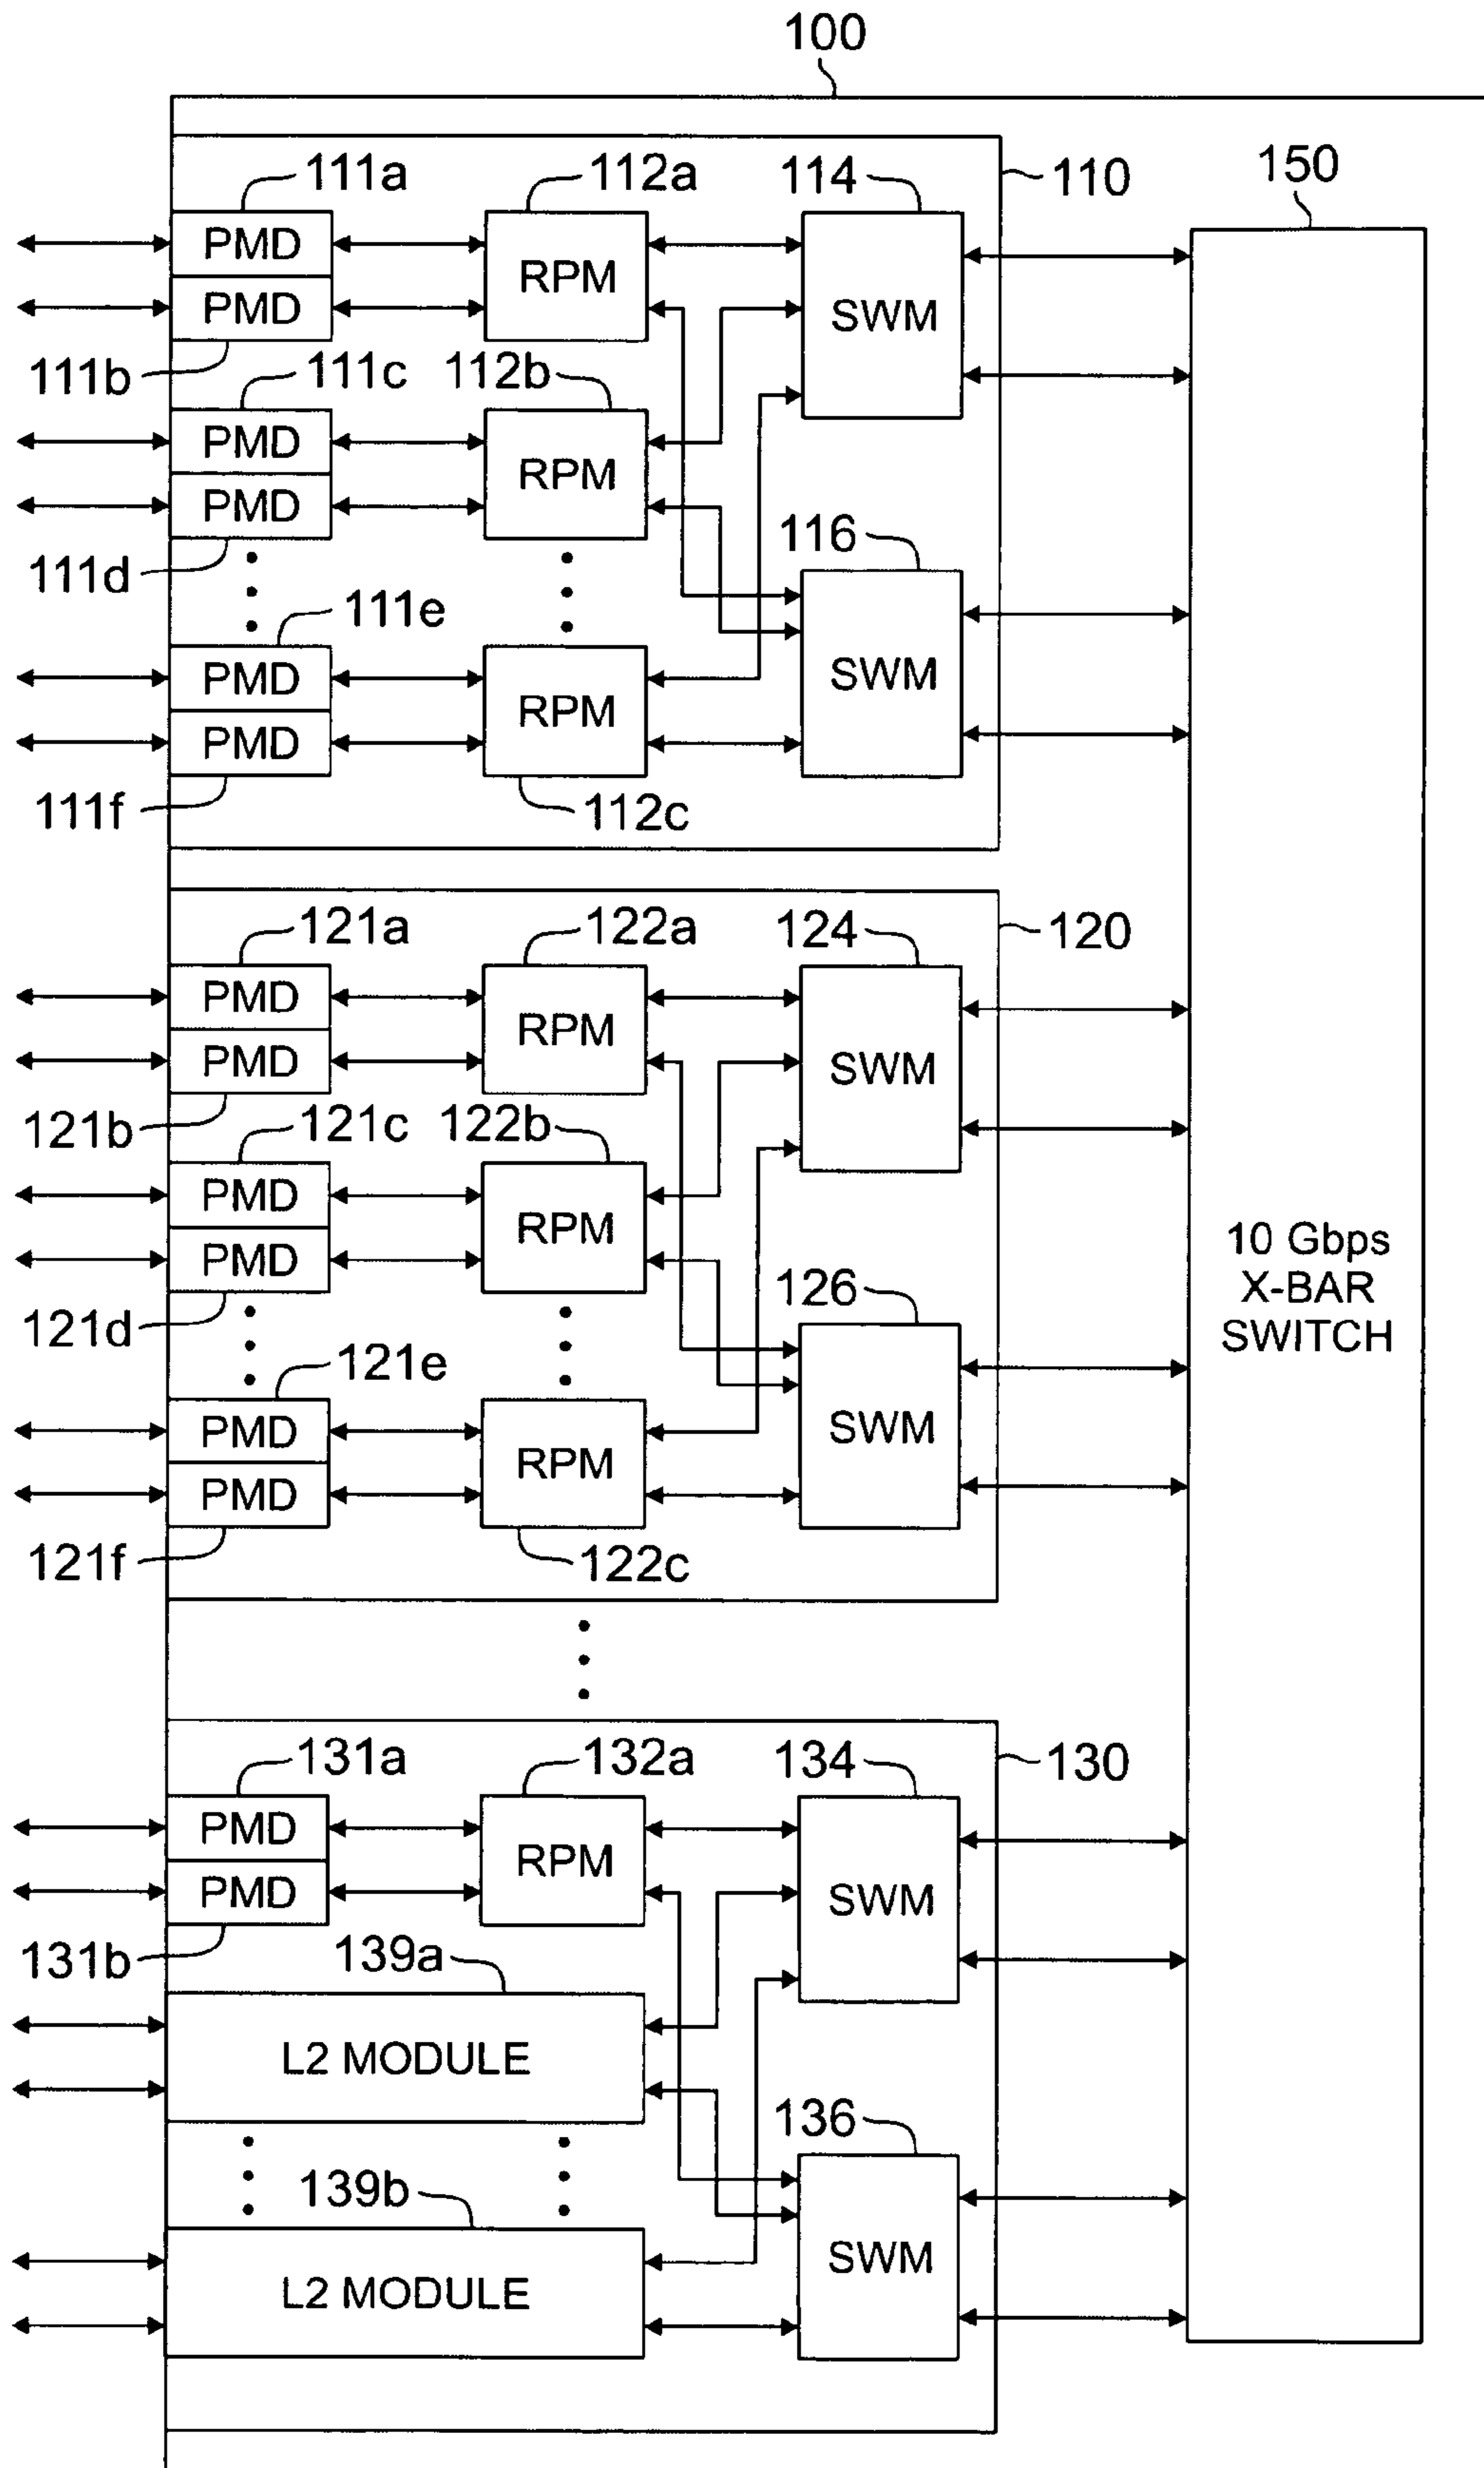 100
111a
112a
114
110
150
PMD
RPM
SWM
PMD
111b
111c
112b
PMD
RPM
PMD
111d
116
111e
SWM
PMD
RPM
PMD
111f
112c
121a
122a
124
120
PMD
RPM
SWM
PMD
121b
121c
122b
PMD
RPM
PMD
10 Gbps
X-BAR
SWITCH
121d
126
121e
SWM
PMD
RPM
PMD
121f
122c
131a
132a
134
130
PMD
RPM
SWM
PMD
131b
139a
L2 MODULE
136
139b
SWM
L2 MODULE